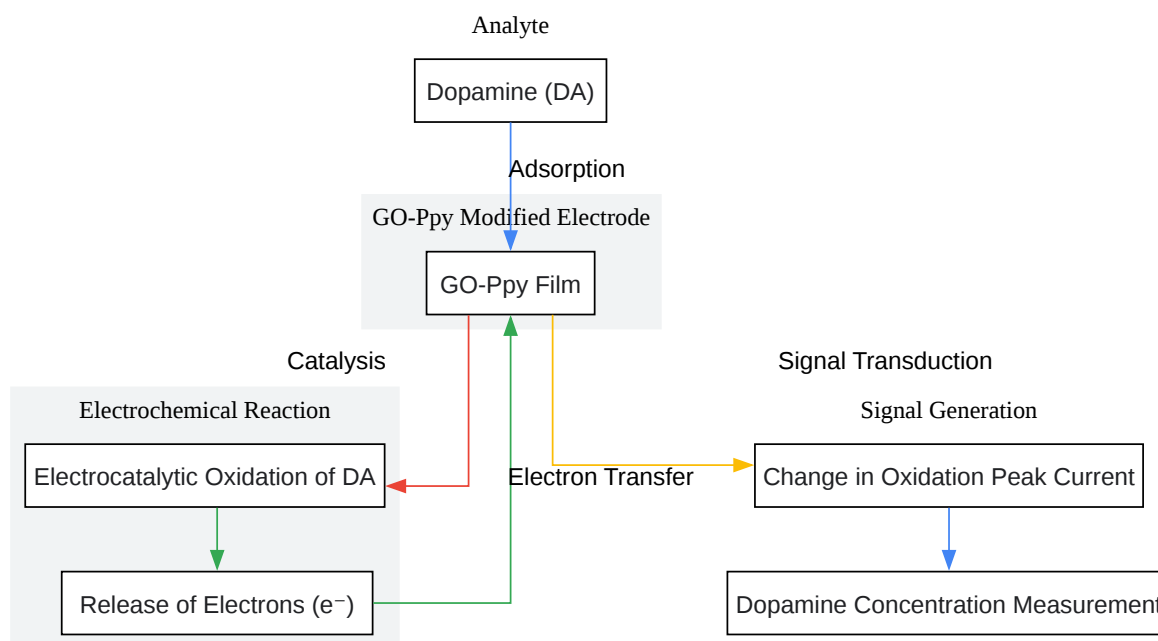 Analyte
Dopamine (DA)
Adsorption
GO-Ppy Modified Electrode
GO-Ppy Film
Catalysis
Signal Transduction
Electrochemical Reaction
Signal Generation
Electrocatalytic Oxidation of DA
Electron Transfer
Change in Oxidation Peak Current
Release of Electrons (e⁻)
Dopamine Concentration Measurement